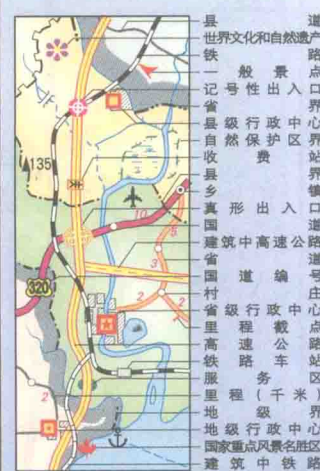 县道
世界文化和自然遗产
铁路
一般景点
记号性出入口
省界
县级行政中心
自然保护区界
收费站
县界
乡镇
真形出入口
国道
建筑中高速公路
省道
国道编号
村庄
省级行政中心
里程截点
高速公路
铁路车站
服务区
里程(千米)
地级界
地级行政中心
国家重点风景名胜区
建筑中铁路
135
10
5
3
320
2
2
2